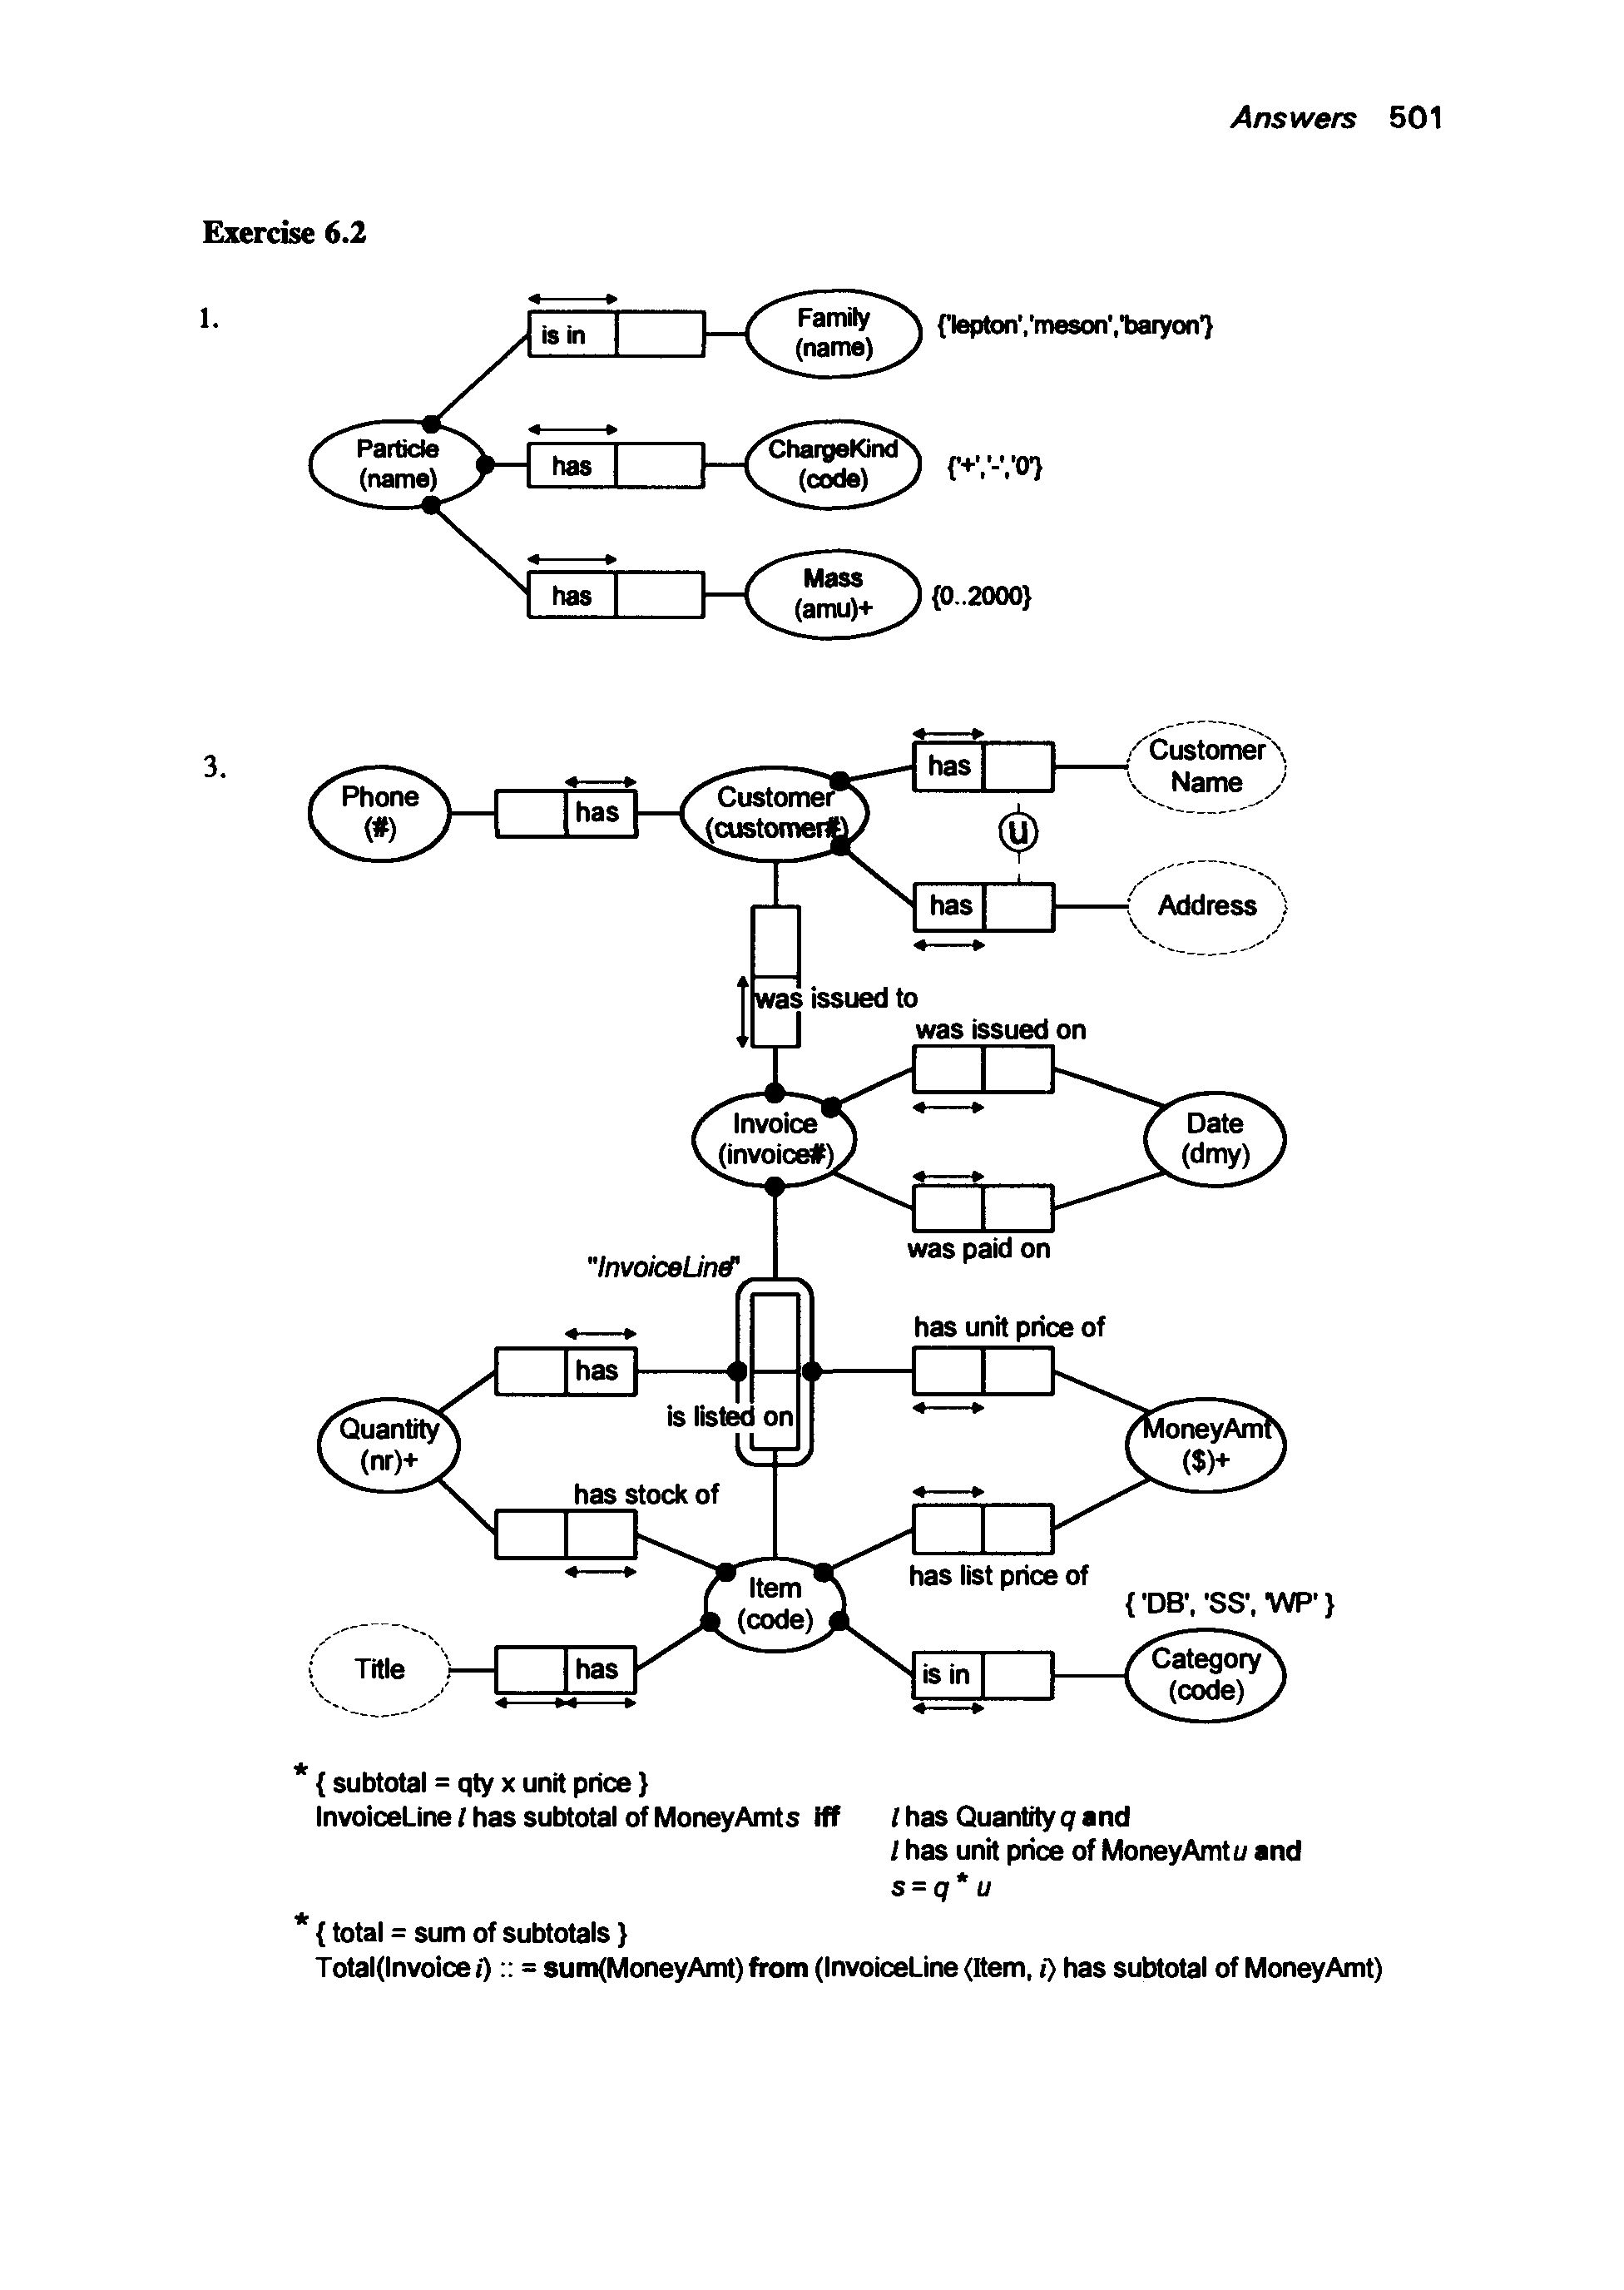 Answers 501
Exercise 6.2
1.
is in
Family
(name)
{'lepton','meson','baryon'}
Particle
(name)
has
ChargeKind
(code)
{'+','-','0'}
has
Mass
(amu)+
{0..2000}
3.
Phone
(#)
has
Customer
(customer#)
has
Customer
Name
U
has
Address
was issued to
was issued on
Invoice
(invoice#)
Date
(dmy)
was paid on
"InvoiceLine"
has
has unit price of
is listed on
Quantity
(nr)+
MoneyAmt
($)+
has stock of
has list price of
Item
(code)
{ 'DB', 'SS', 'WP' }
Title
has
is in
Category
(code)
* { subtotal = qty x unit price }
InvoiceLine l has subtotal of MoneyAmt s iff l has Quantity q and
l has unit price of MoneyAmt u and
s = q * u
* { total = sum of subtotals }
Total(Invoice i) :: = sum(MoneyAmt) from (InvoiceLine ⟨Item, i⟩ has subtotal of MoneyAmt)